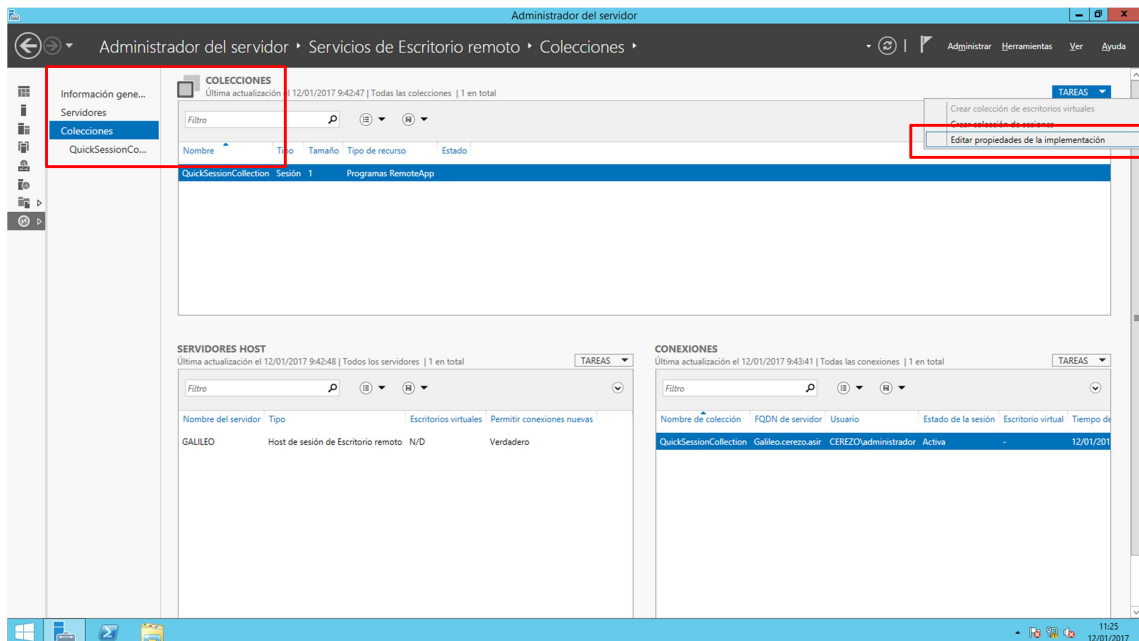 Administrador del servidor
Administrador del servidor ‣ Servicios de Escritorio remoto ‣ Colecciones ‣
Administrar Herramientas Ver Ayuda
Información gene...
Servidores
Colecciones
QuickSessionCo...
COLECCIONES
Última actualización el 12/01/2017 9:42:47 | Todas las colecciones | 1 en total
TAREAS
Crear colección de escritorios virtuales
Crear colección de sesiones
Editar propiedades de la implementación
Filtro
Nombre Tipo Tamaño Tipo de recurso Estado
QuickSessionCollection Sesión 1 Programas RemoteApp
SERVIDORES HOST
Última actualización el 12/01/2017 9:42:48 | Todos los servidores | 1 en total
TAREAS
Filtro
Nombre del servidor Tipo Escritorios virtuales Permitir conexiones nuevas
GALILEO Host de sesión de Escritorio remoto N/D Verdadero
CONEXIONES
Última actualización el 12/01/2017 9:43:41 | Todas las conexiones | 1 en total
TAREAS
Filtro
Nombre de colección FQDN de servidor Usuario Estado de la sesión Escritorio virtual Tiempo de
QuickSessionCollection Galileo.cerezo.asir CEREZO\administrador Activa - 12/01/201
11:25
12/01/2017